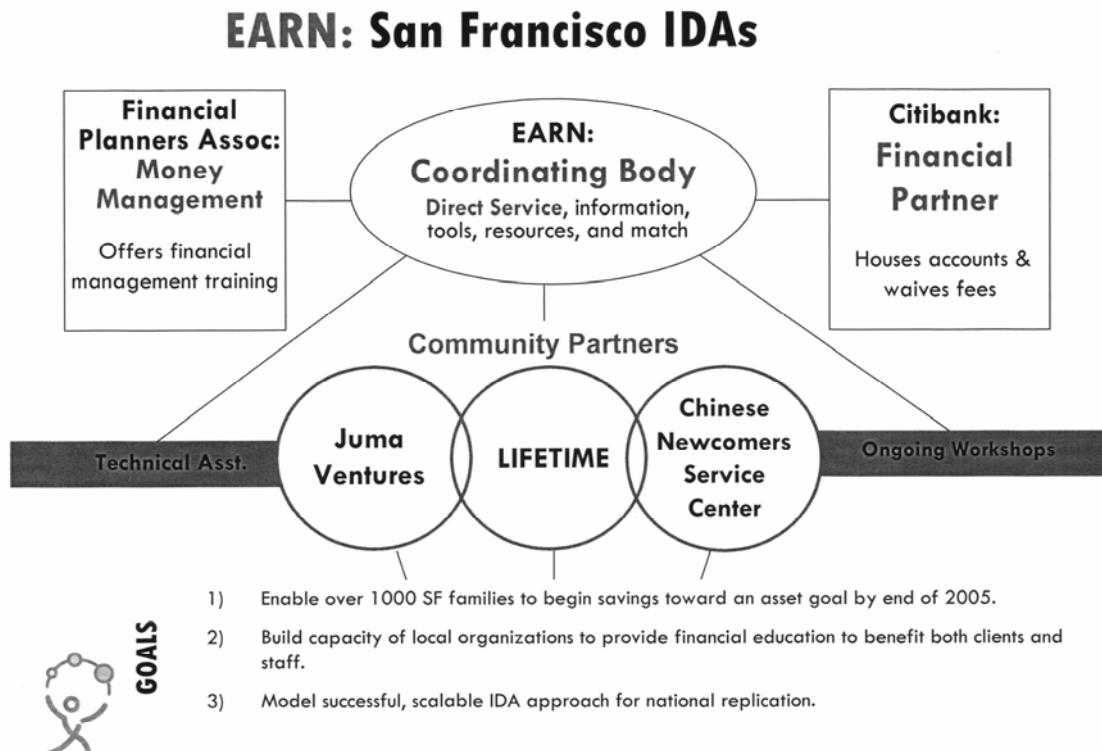 EARN: San Francisco IDAs
Financial
Planners Assoc:
Money
Management
Offers financial
management training
EARN:
Coordinating Body
Direct Service, information,
tools, resources, and match
Citibank:
Financial
Partner
Houses accounts &
waives fees
Community Partners
Technical Asst.
Juma
Ventures
LIFETIME
Chinese
Newcomers
Service
Center
Ongoing Workshops
GOALS
1) Enable over 1000 SF families to begin savings toward an asset goal by end of 2005.
2) Build capacity of local organizations to provide financial education to benefit both clients and
staff.
3) Model successful, scalable IDA approach for national replication.